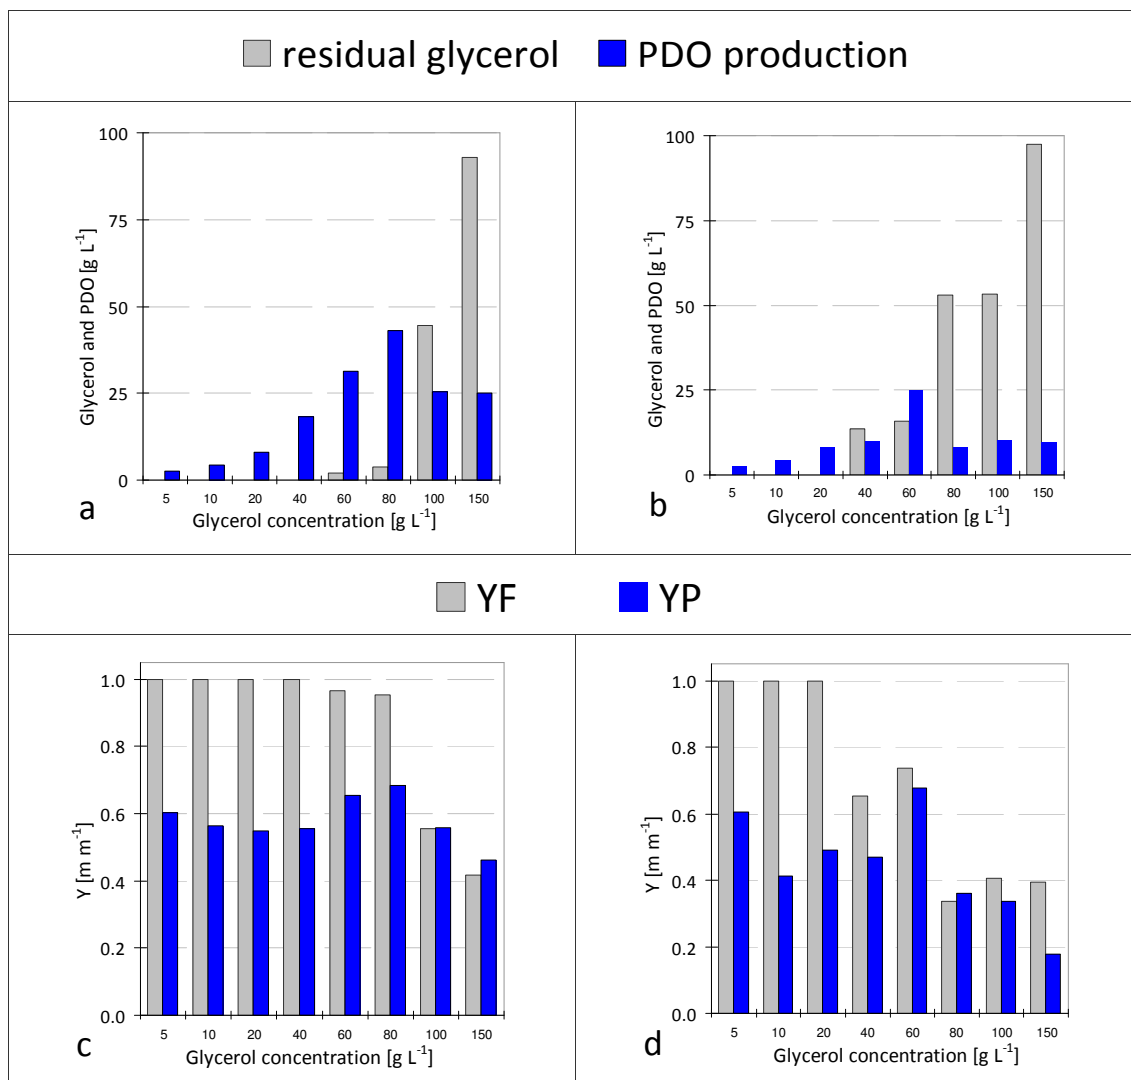 residual glycerol PDO production
100
75
50
25
0
Glycerol and PDO [g L-1]
5 10 20 40 60 80 100 150
a
Glycerol concentration [g L-1]
100
75
50
25
0
Glycerol and PDO [g L-1]
5 10 20 40 60 80 100 150
b
Glycerol concentration [g L-1]
YF YP
1.0
0.8
0.6
0.4
0.2
0.0
Y [m m-1]
5 10 20 40 60 80 100 150
c
Glycerol concentration [g L-1]
1.0
0.8
0.6
0.4
0.2
0.0
Y [m m-1]
5 10 20 40 60 80 100 150
d
Glycerol concentration [g L-1]